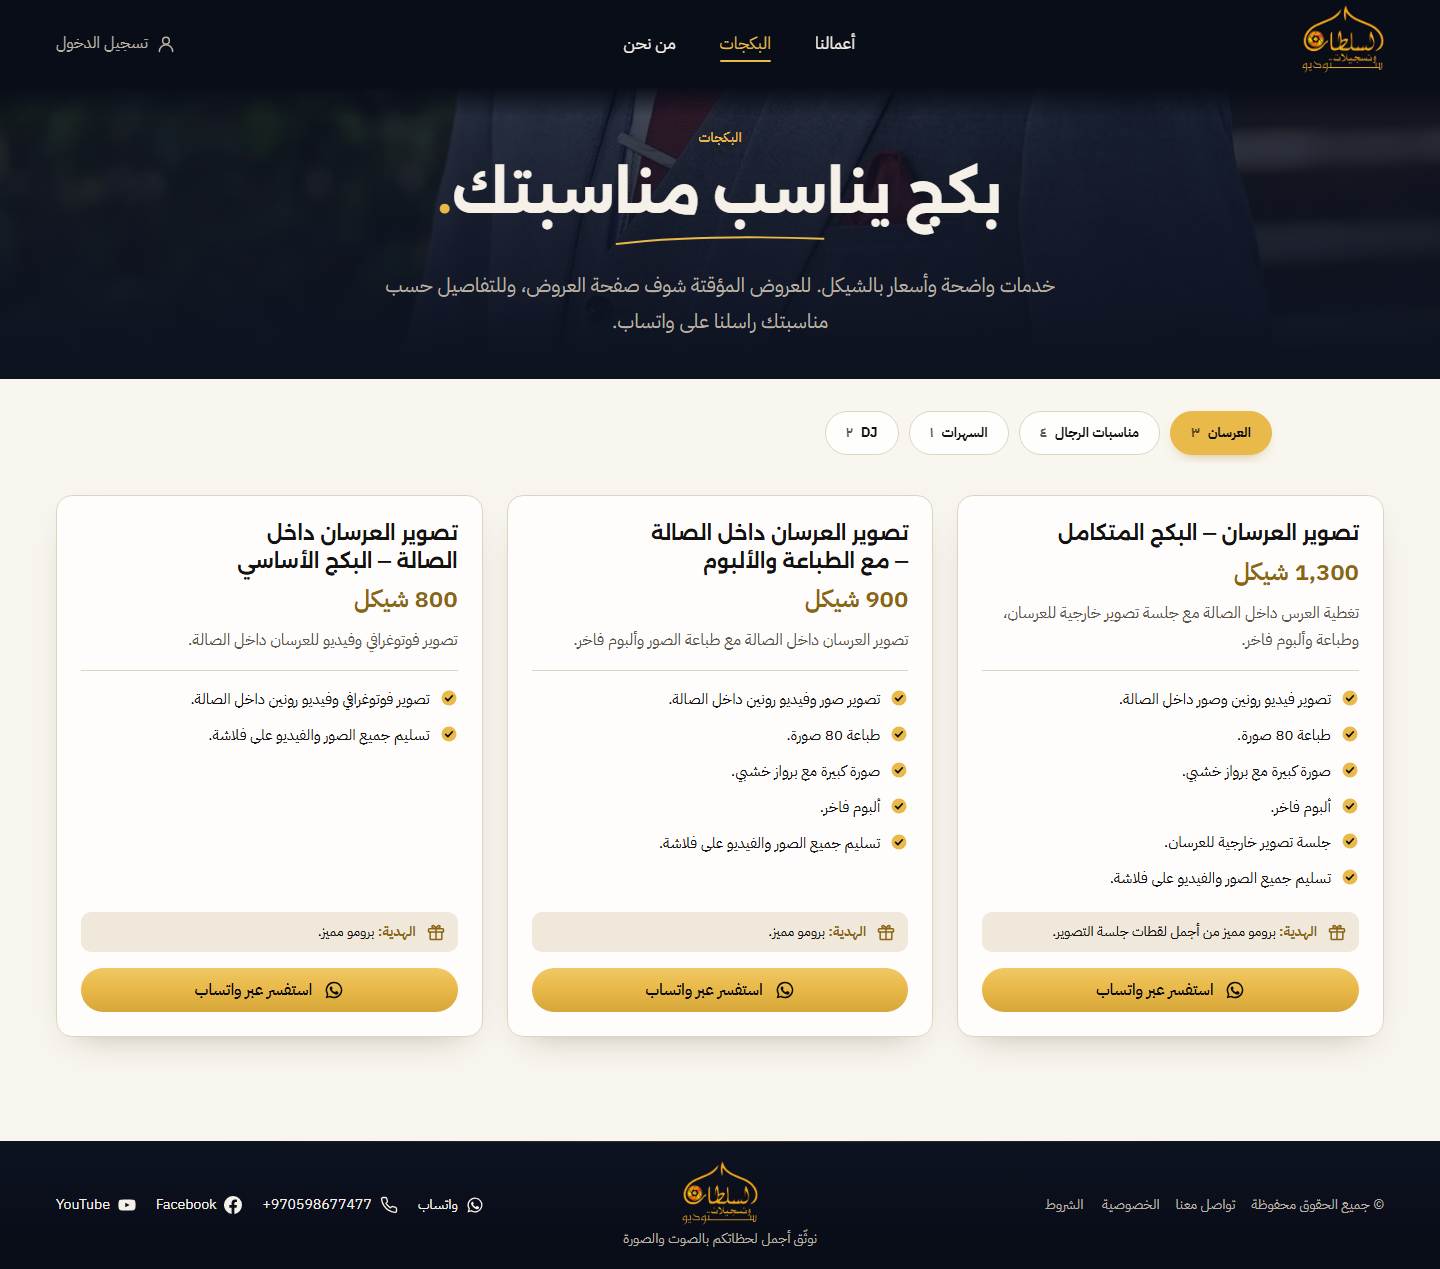 السلطان
وتسجيلات
ستوديو
أعمالنا
البكجات
من نحن
تسجيل الدخول
البكجات
بكج يناسب مناسبتك.
خدمات واضحة وأسعار بالشيكل. للعروض المؤقتة شوف صفحة العروض، وللتفاصيل حسب
مناسبتك راسلنا على واتساب.
العرسان ٣
مناسبات الرجال ٤
السهرات ١
DJ ٢
تصوير العرسان – البكج المتكامل
1,300 شيكل
تغطية العرس داخل الصالة مع جلسة تصوير خارجية للعرسان،
وطباعة وألبوم فاخر.
تصوير فيديو رونين وصور داخل الصالة.
طباعة 80 صورة.
صورة كبيرة مع برواز خشبي.
ألبوم فاخر.
جلسة تصوير خارجية للعرسان.
تسليم جميع الصور والفيديو على فلاشة.
الهدية: برومو مميز من أجمل لقطات جلسة التصوير.
استفسر عبر واتساب
تصوير العرسان داخل الصالة
– مع الطباعة والألبوم
900 شيكل
تصوير العرسان داخل الصالة مع طباعة الصور وألبوم فاخر.
تصوير صور وفيديو رونين داخل الصالة.
طباعة 80 صورة.
صورة كبيرة مع برواز خشبي.
ألبوم فاخر.
تسليم جميع الصور والفيديو على فلاشة.
الهدية: برومو مميز.
استفسر عبر واتساب
تصوير العرسان داخل
الصالة – البكج الأساسي
800 شيكل
تصوير فوتوغرافي وفيديو للعرسان داخل الصالة.
تصوير فوتوغرافي وفيديو رونين داخل الصالة.
تسليم جميع الصور والفيديو على فلاشة.
الهدية: برومو مميز.
استفسر عبر واتساب
© جميع الحقوق محفوظة
تواصل معنا
الخصوصية
الشروط
السلطان
وتسجيلات
ستوديو
نوثّق أجمل لحظاتكم بالصوت والصورة
واتساب
+970598677477
Facebook
YouTube